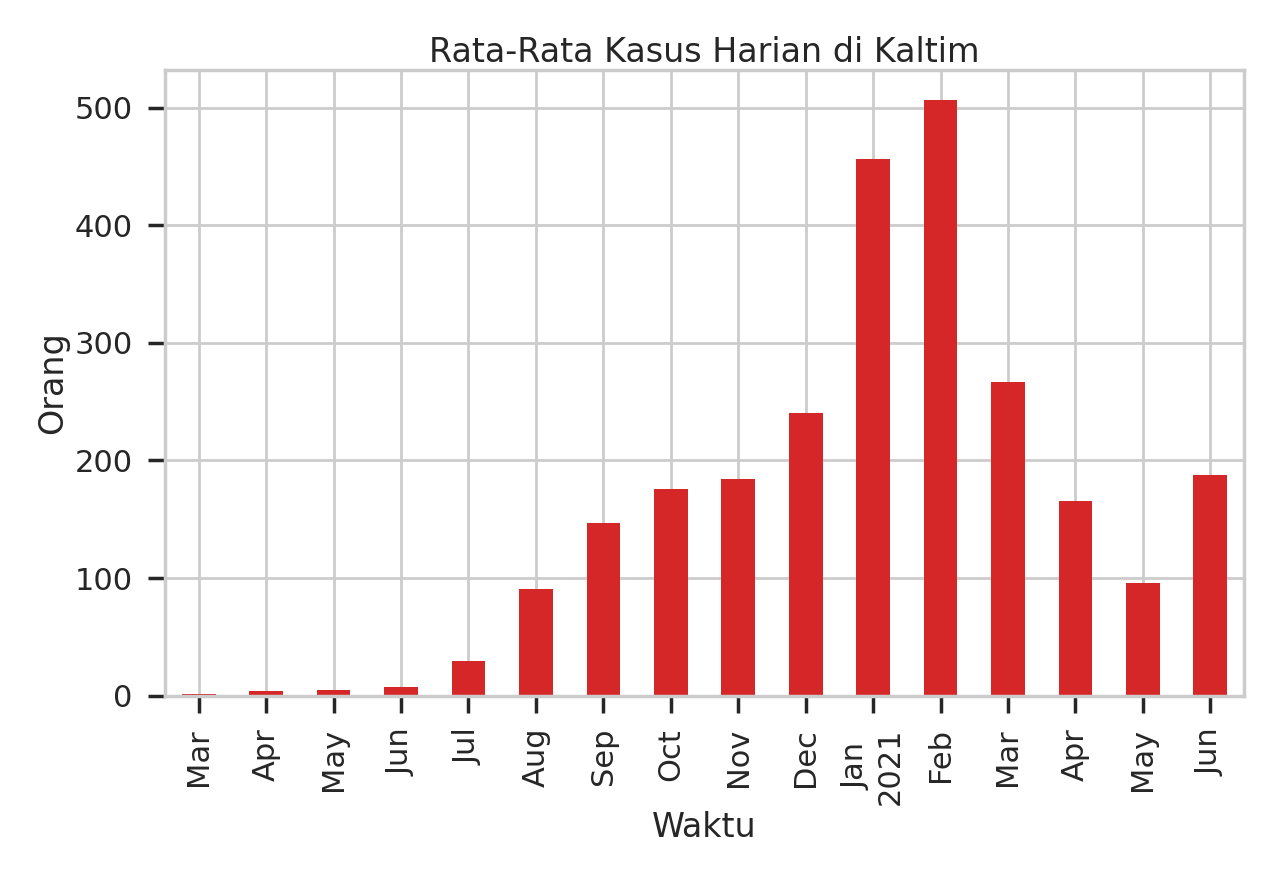 Rata-Rata Kasus Harian di Kaltim
500
400
300
200
100
0
Orang
Mar
Apr
May
Jun
Jul
Aug
Sep
Oct
Nov
Dec
Jan
2021
Feb
Mar
Apr
May
Jun
Waktu